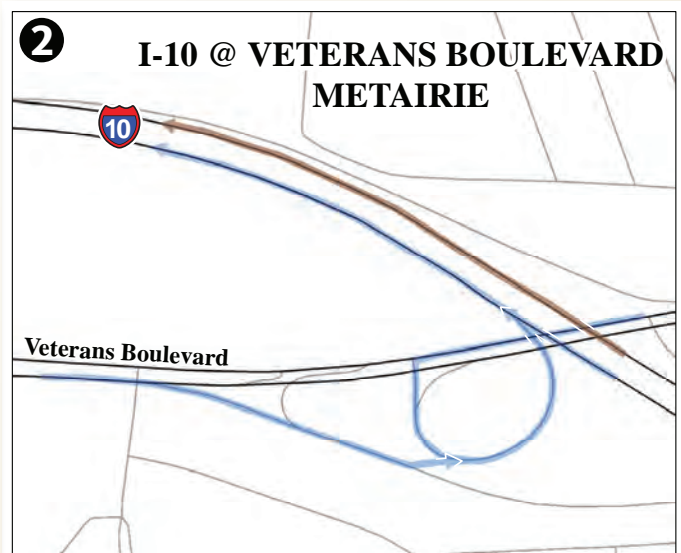 2
I-10 @ VETERANS BOULEVARD
METAIRIE
10
Veterans Boulevard